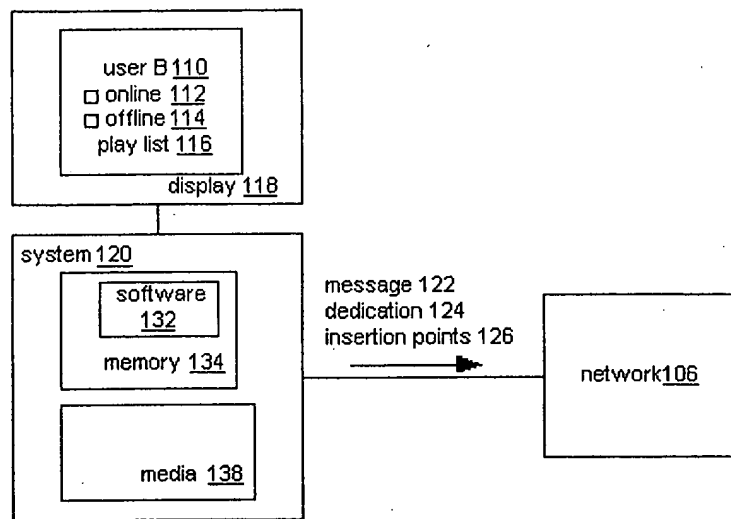 user B 110
online 112
offline 114
play list 116
display 118
system 120
software
132
memory 134
media 138
message 122
dedication 124
insertion points 126
network106